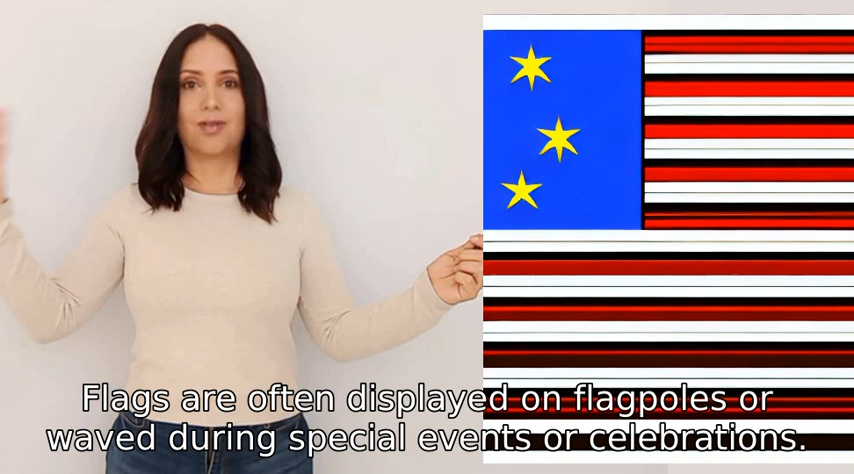 Flags are often displayed on flagpoles or
waved during special events or celebrations.